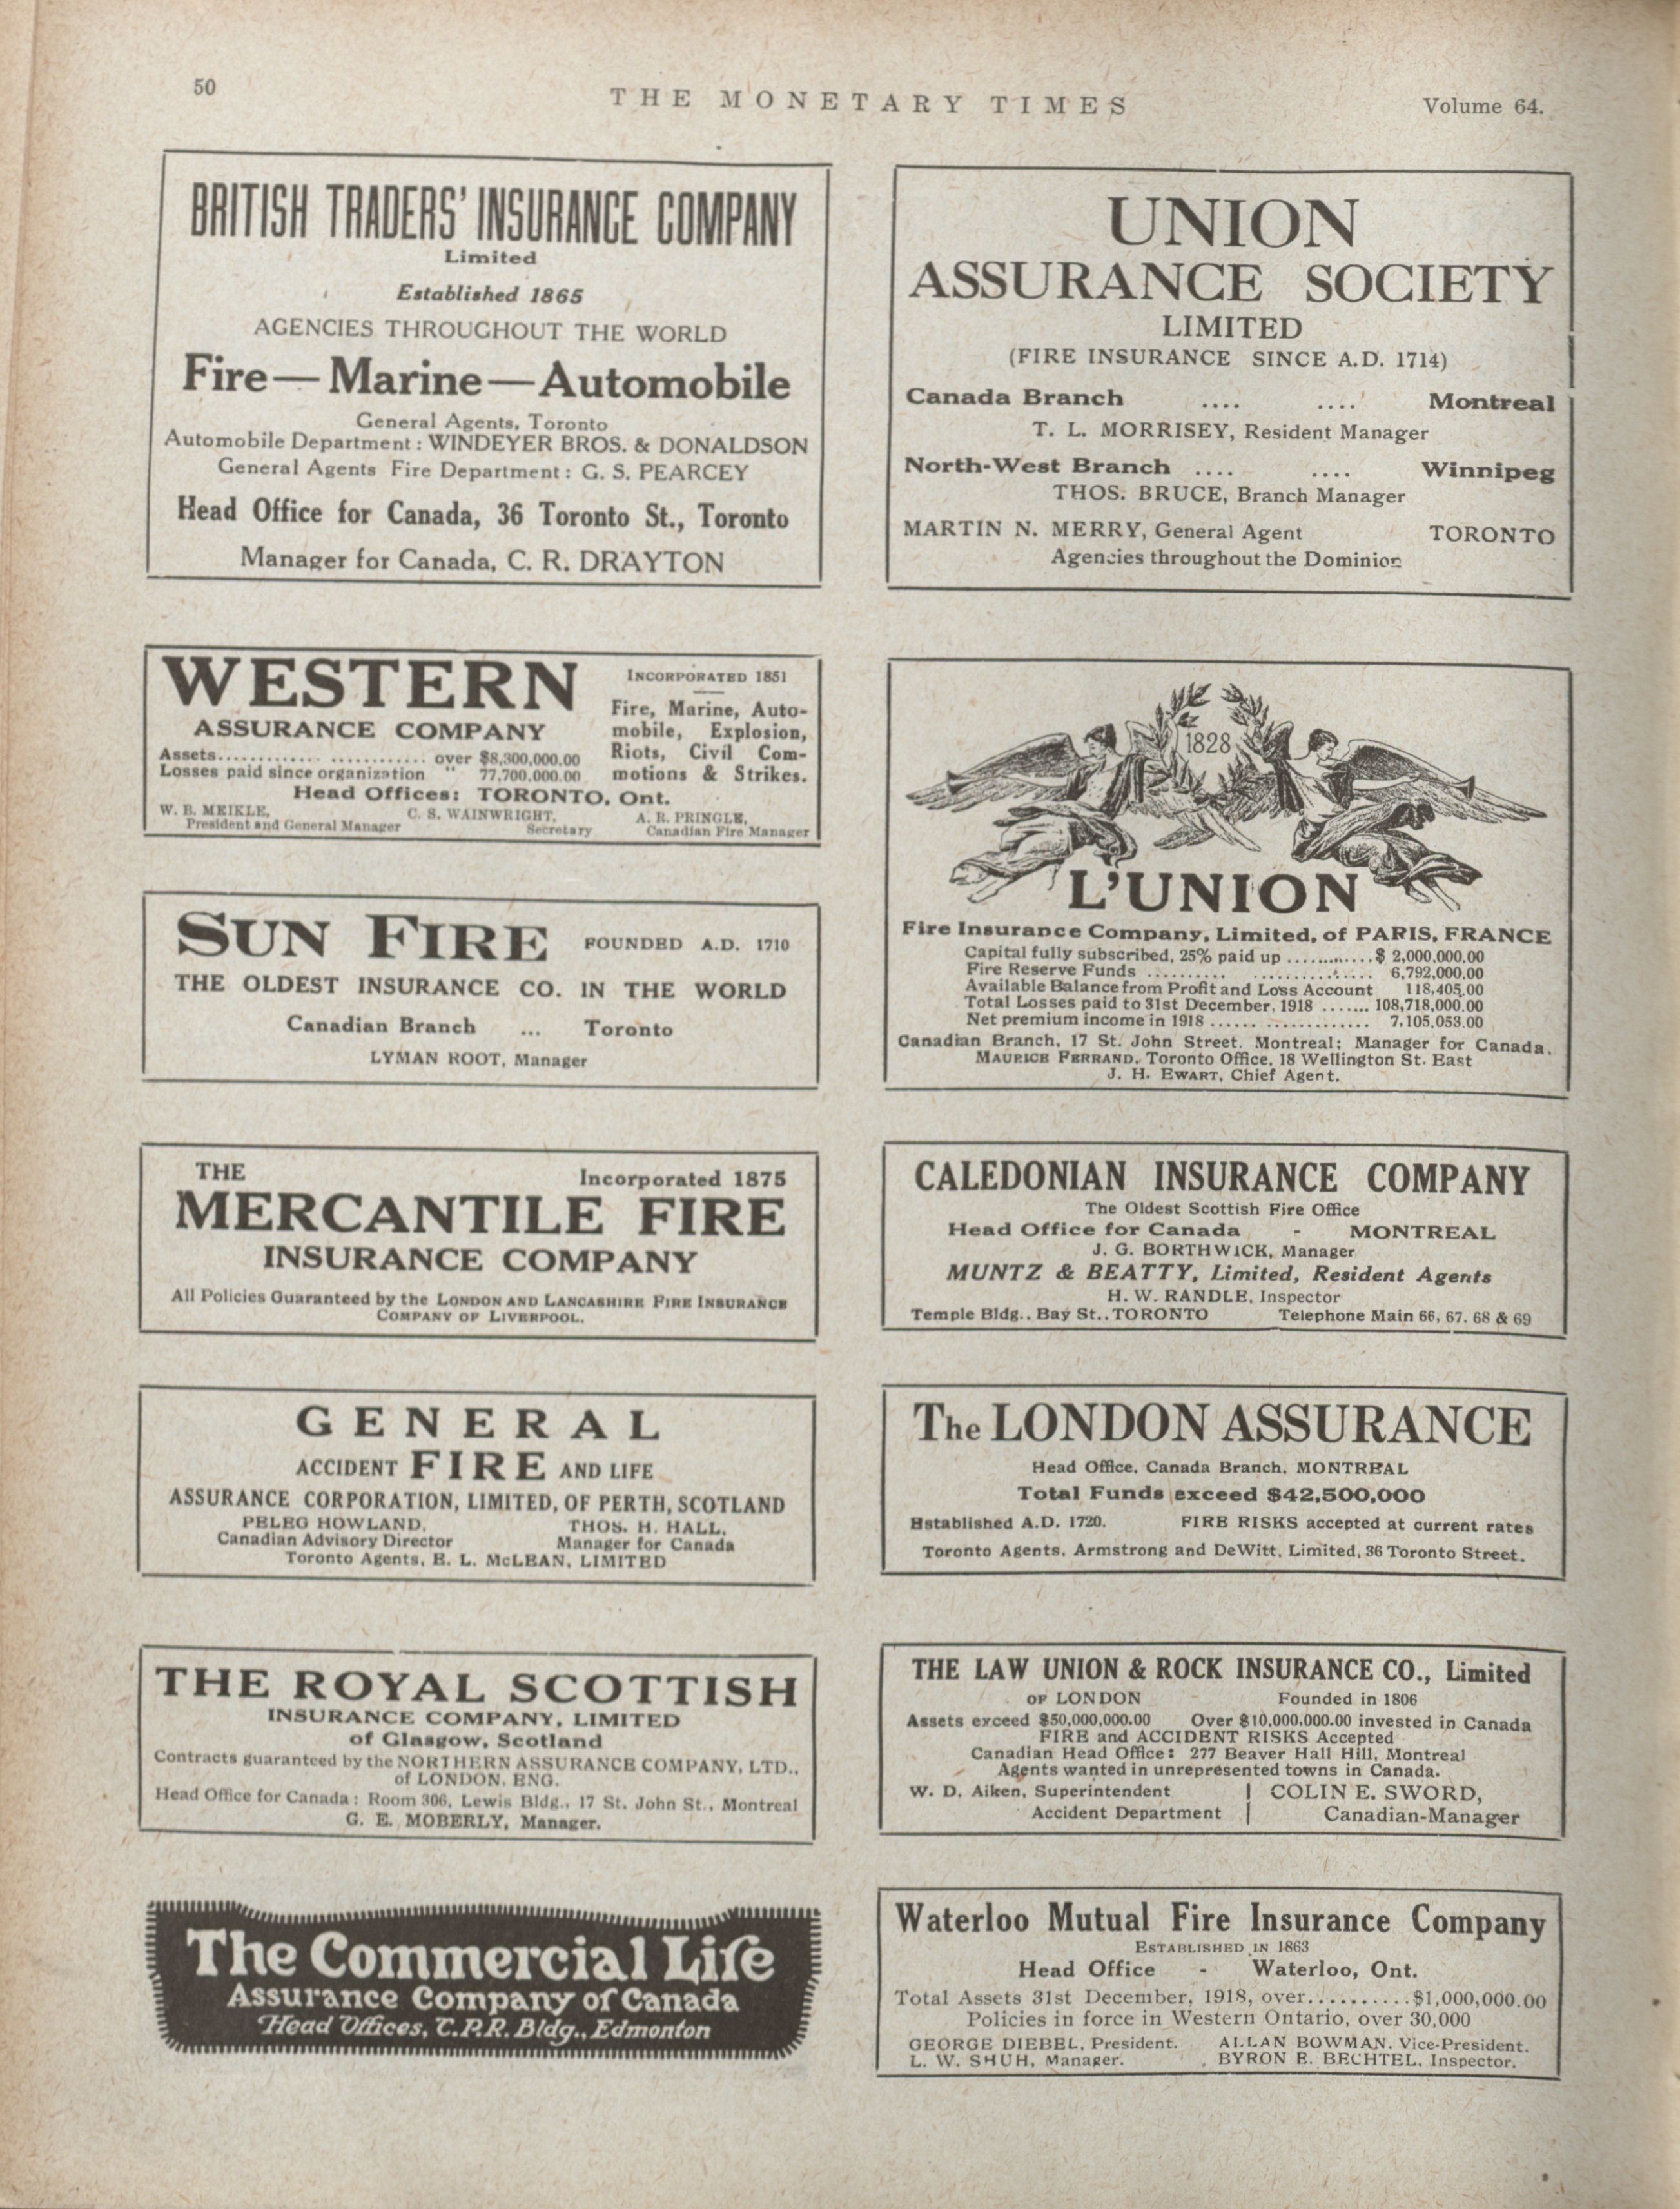 50
THE MONETARY TIMES
Volume 64.
BRITISH TRADERS' INSURANCE COMPANY
Limited
Established 1865
AGENCIES THROUGHOUT THE WORLD
Fire—Marine—Automobile
General Agents, Toronto
Automobile Department: WINDEYER BROS. & DONALDSON
General Agents Fire Department: G. S. PEARCEY
Head Office for Canada, 36 Toronto St., Toronto
Manager for Canada, C. R. DRAYTON
WESTERN
ASSURANCE COMPANY
INCORPORATED 1851
Fire, Marine, Auto-
mobile, Explosion,
Riots, Civil Com-
motions & Strikes.
Assets........................ over $8,300,000.00
Losses paid since organization " 77,700,000.00
Head Offices: TORONTO, Ont.
W. B. MEIKLE, C. S. WAINWRIGHT, A. R. PRINGLE,
President and General Manager Secretary Canadian Fire Manager
SUN FIRE FOUNDED A.D. 1710
THE OLDEST INSURANCE CO. IN THE WORLD
Canadian Branch ... Toronto
LYMAN ROOT, Manager
THE Incorporated 1875
MERCANTILE FIRE
INSURANCE COMPANY
All Policies Guaranteed by the LONDON AND LANCASHIRE FIRE INSURANCE
COMPANY OF LIVERPOOL.
GENERAL
ACCIDENT FIRE AND LIFE
ASSURANCE CORPORATION, LIMITED, OF PERTH, SCOTLAND
PELEG HOWLAND, THOS. H. HALL,
Canadian Advisory Director Manager for Canada
Toronto Agents, E. L. McLEAN, LIMITED
THE ROYAL SCOTTISH
INSURANCE COMPANY, LIMITED
of Glasgow, Scotland
Contracts guaranteed by the NORTHERN ASSURANCE COMPANY, LTD.,
of LONDON, ENG.
Head Office for Canada: Room 306, Lewis Bldg., 17 St. John St., Montreal
G. E. MOBERLY, Manager.
The Commercial Life
Assurance Company of Canada
Head Offices, C.P.R. Bldg., Edmonton
UNION
ASSURANCE SOCIETY
LIMITED
(FIRE INSURANCE SINCE A.D. 1714)
Canada Branch .... .... Montreal
T. L. MORRISEY, Resident Manager
North-West Branch .... .... Winnipeg
THOS. BRUCE, Branch Manager
MARTIN N. MERRY, General Agent TORONTO
Agencies throughout the Dominion
1828
L'UNION
Fire Insurance Company, Limited, of PARIS, FRANCE
Capital fully subscribed, 25% paid up ............$ 2,000,000.00
Fire Reserve Funds .......... .............. 6,792,000.00
Available Balance from Profit and Loss Account 118,405.00
Total Losses paid to 31st December, 1918 ....... 108,718,000.00
Net premium income in 1918 ...... ............. 7,105,053.00
Canadian Branch, 17 St. John Street, Montreal; Manager for Canada,
MAURICE FERRAND, Toronto Office, 18 Wellington St. East
J. H. EWART, Chief Agent.
CALEDONIAN INSURANCE COMPANY
The Oldest Scottish Fire Office
Head Office for Canada - MONTREAL
J. G. BORTHWICK, Manager
MUNTZ & BEATTY, Limited, Resident Agents
H. W. RANDLE, Inspector
Temple Bldg., Bay St., TORONTO Telephone Main 66, 67, 68 & 69
The LONDON ASSURANCE
Head Office, Canada Branch, MONTREAL
Total Funds exceed $42,500,000
Established A.D. 1720. FIRE RISKS accepted at current rates
Toronto Agents, Armstrong and DeWitt, Limited, 36 Toronto Street.
THE LAW UNION & ROCK INSURANCE CO., Limited
OF LONDON Founded in 1806
Assets exceed $50,000,000.00 Over $10,000,000.00 invested in Canada
FIRE and ACCIDENT RISKS Accepted
Canadian Head Office: 277 Beaver Hall Hill, Montreal
Agents wanted in unrepresented towns in Canada.
W. D. Aiken, Superintendent | COLIN E. SWORD,
Accident Department | Canadian-Manager
Waterloo Mutual Fire Insurance Company
ESTABLISHED IN 1863
Head Office - Waterloo, Ont.
Total Assets 31st December, 1918, over..........$1,000,000.00
Policies in force in Western Ontario, over 30,000
GEORGE DIEBEL, President. ALLAN BOWMAN, Vice-President.
L. W. SHUH, Manager. BYRON E. BECHTEL, Inspector.